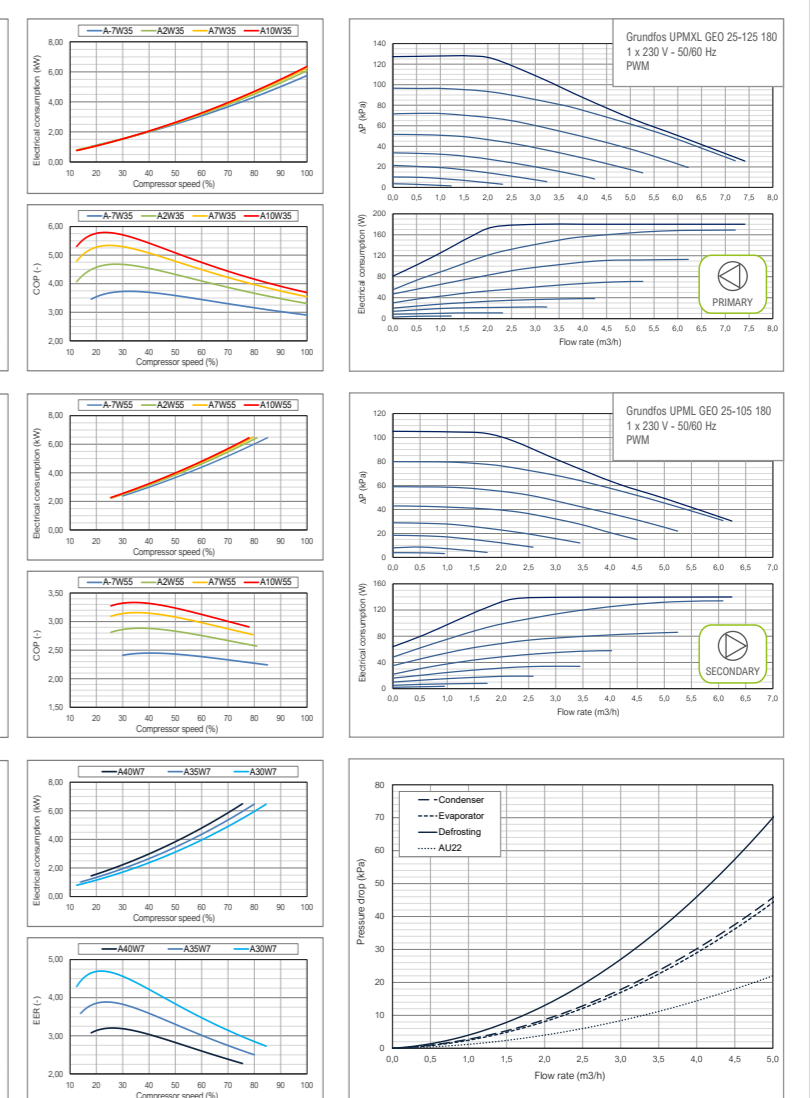 A-7W35 A2W35 A7W35 A10W35
8,00
6,00
4,00
2,00
0,00
Electrical consumption (kW)
10 20 30 40 50 60 70 80 90 100
Compressor speed (%)
A-7W35 A2W35 A7W35 A10W35
6,00
5,00
4,00
3,00
2,00
COP (-)
10 20 30 40 50 60 70 80 90 100
Compressor speed (%)
Grundfos UPMXL GEO 25-125 180
1 x 230 V - 50/60 Hz
PWM
140
120
100
80
60
40
20
0
ΔP (kPa)
0,0 0,5 1,0 1,5 2,0 2,5 3,0 3,5 4,0 4,5 5,0 5,5 6,0 6,5 7,0 7,5 8,0
200
160
120
80
40
0
Electrical consumption (W)
PRIMARY
0,0 0,5 1,0 1,5 2,0 2,5 3,0 3,5 4,0 4,5 5,0 5,5 6,0 6,5 7,0 7,5 8,0
Flow rate (m3/h)
A-7W55 A2W55 A7W55 A10W55
8,00
6,00
4,00
2,00
0,00
Electrical consumption (kW)
10 20 30 40 50 60 70 80 90 100
Compressor speed (%)
A-7W55 A2W55 A7W55 A10W55
3,50
3,00
2,50
2,00
1,50
COP (-)
10 20 30 40 50 60 70 80 90 100
Compressor speed (%)
Grundfos UPML GEO 25-105 180
1 x 230 V - 50/60 Hz
PWM
120
100
80
60
40
20
0
ΔP (kPa)
0,0 0,5 1,0 1,5 2,0 2,5 3,0 3,5 4,0 4,5 5,0 5,5 6,0 6,5 7,0
160
120
80
40
0
Electrical consumption (W)
SECONDARY
0,0 0,5 1,0 1,5 2,0 2,5 3,0 3,5 4,0 4,5 5,0 5,5 6,0 6,5 7,0
Flow rate (m3/h)
A40W7 A35W7 A30W7
8,00
6,00
4,00
2,00
0,00
Electrical consumption (kW)
10 20 30 40 50 60 70 80 90 100
Compressor speed (%)
A40W7 A35W7 A30W7
5,00
4,00
3,00
2,00
EER (-)
10 20 30 40 50 60 70 80 90 100
Compressor speed (%)
Condenser
Evaporator
Defrosting
AU22
80
70
60
50
40
30
20
10
0
Pressure drop (kPa)
0,0 0,5 1,0 1,5 2,0 2,5 3,0 3,5 4,0 4,5 5,0
Flow rate (m3/h)